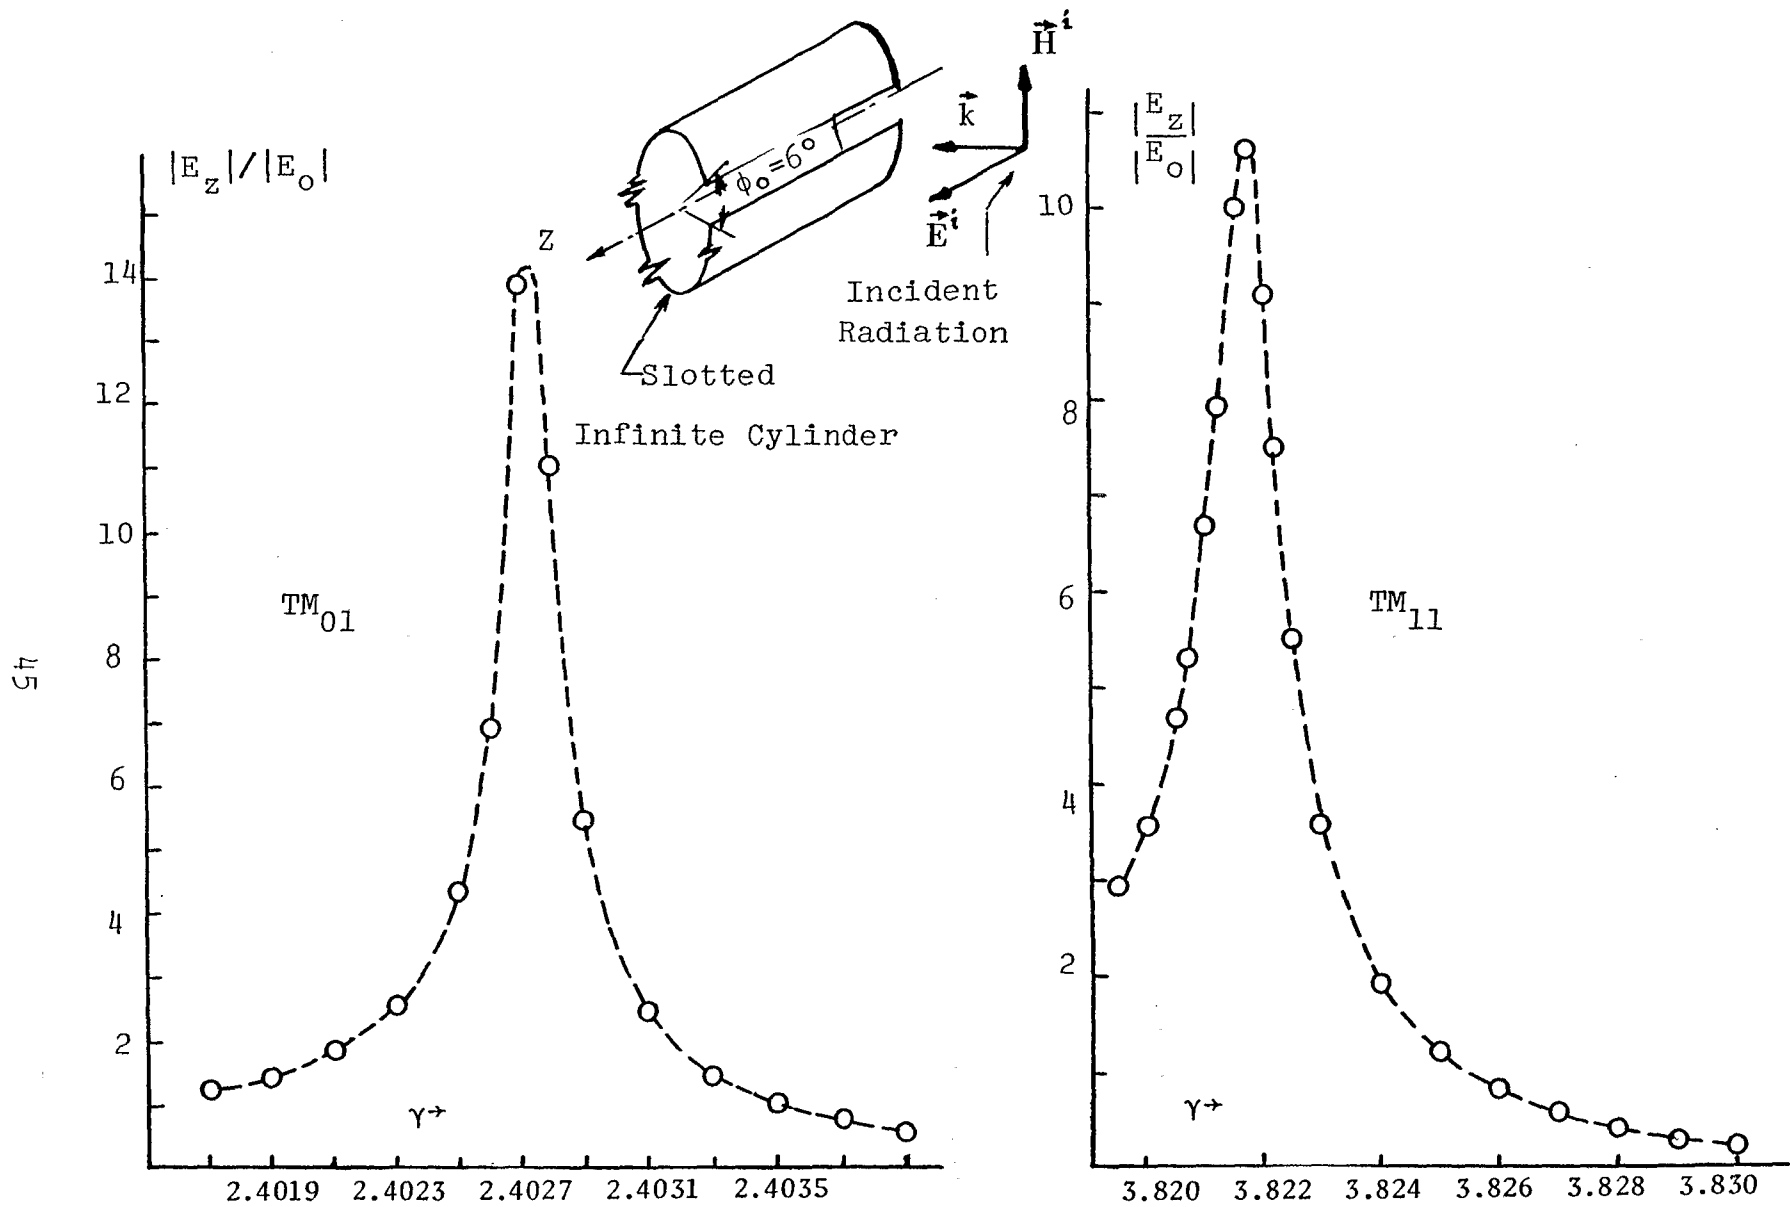 |E_z|/|E_o|
14
12
10
8
6
4
2
TM_01
γ→
2.4019 2.4023 2.4027 2.4031 2.4035
Z
ϕ_o=6°
Slotted
Infinite Cylinder
H^i
k
E^i
Incident
Radiation
|E_z|
|E_o|
10
8
6
4
2
TM_11
γ→
3.820 3.822 3.824 3.826 3.828 3.830
45